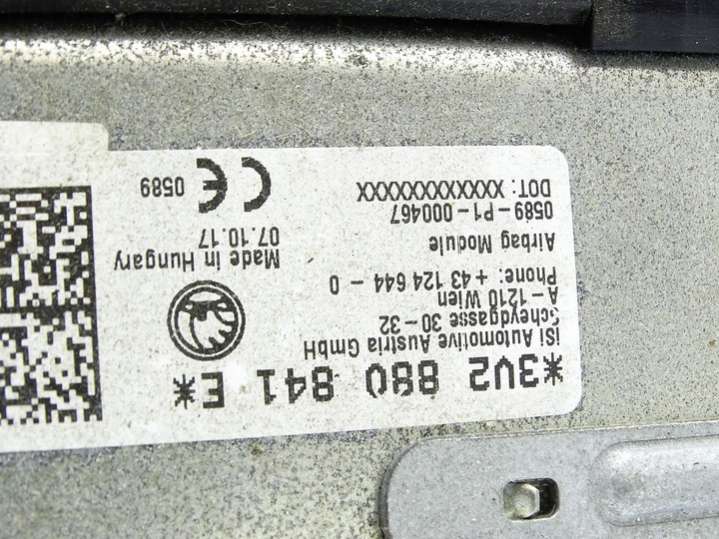 *3V2 880 841 E*
iSi Automotive Austria GmbH
Scheydgasse 30-32
A-1210 Wien
Phone: +43 124 644-0
Airbag Module
0589-P1-000467
DOT: XXXXXXXXXXXX
Made in Hungary
07.10.17
CE
0589